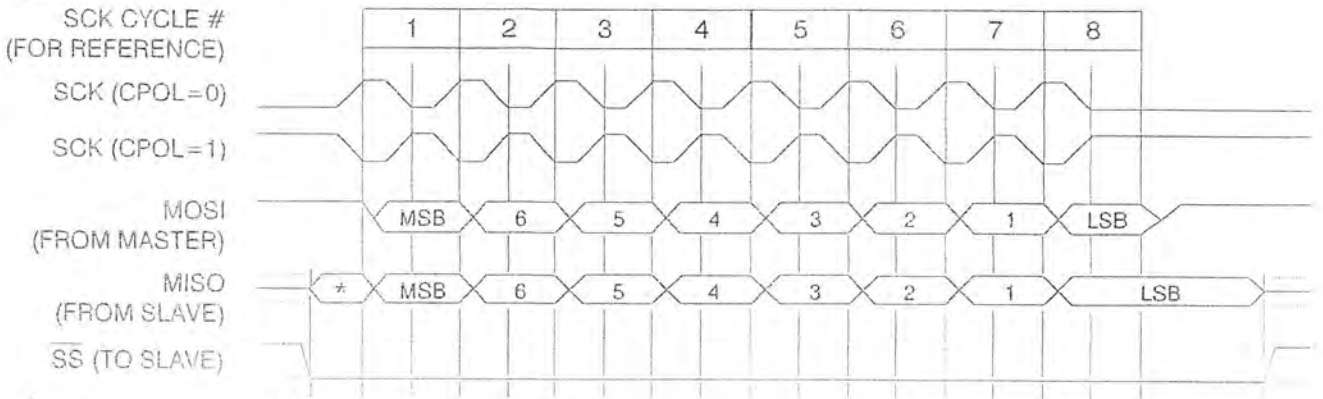 SCK CYCLE #
(FOR REFERENCE)
1 2 3 4 5 6 7 8
SCK (CPOL=0)
SCK (CPOL=1)
MOSI
(FROM MASTER)
MSB 6 5 4 3 2 1 LSB
MISO
(FROM SLAVE)
* MSB 6 5 4 3 2 1 LSB
SS (TO SLAVE)